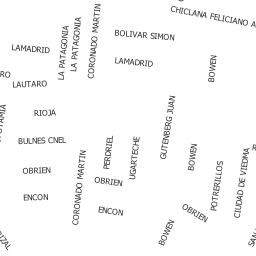 CHICLANA FELICIANO A
BOLIVAR SIMON
LAMADRID
LA PATAGONIA
LA PATAGONIA
CORONADO MARTIN
LAMADRID
BOWEN
RO
LAUTARO
RIOJA
GUTENBERG JUAN
BULNES CNEL
PERDRIEL
UGARTECHE
BOWEN
OBRIEN
OBRIEN
CORONADO MARTIN
POTRERILLOS
CIUDAD DE VIEDMA
ENCON
ENCON
OBRIEN
BOWEN
SAN